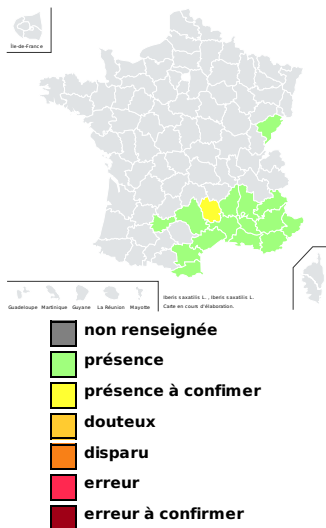 Île-de-France
Guadeloupe Martinique Guyane La Réunion Mayotte
Iberis saxatilis L. , Iberis saxatilis L.
Carte en cours d'élaboration.
non renseignée
présence
présence à confimer
douteux
disparu
erreur
erreur à confirmer